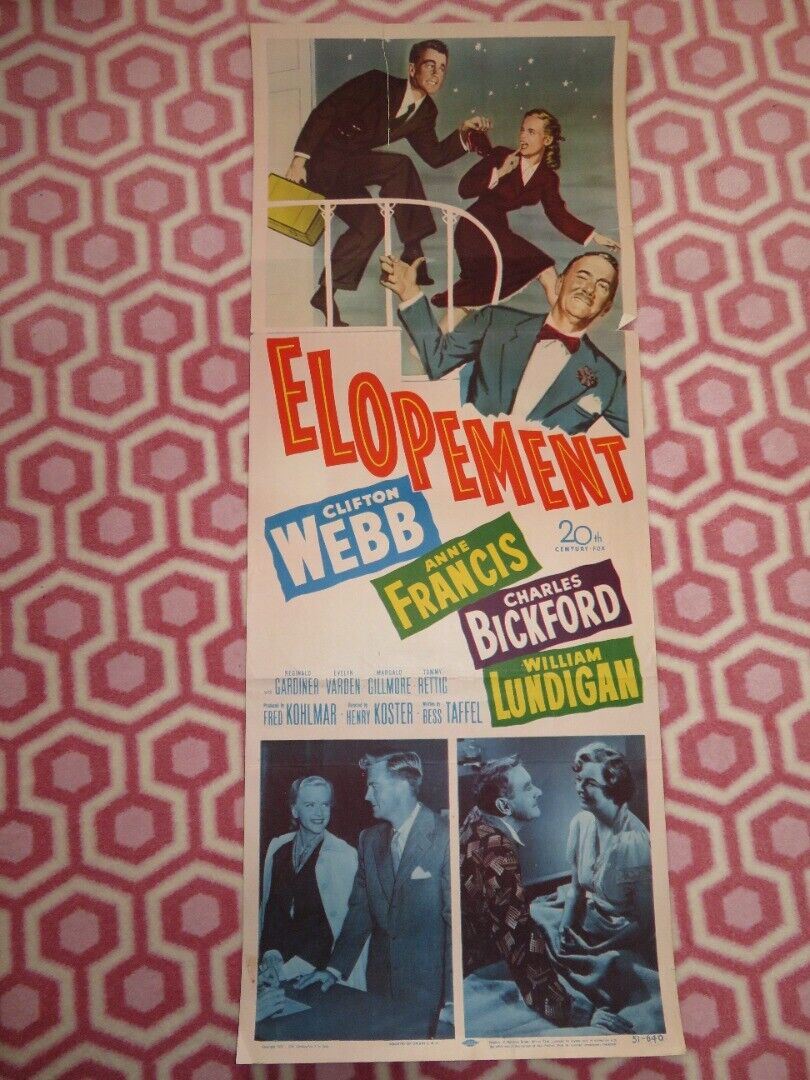 ELOPEMENT
CLIFTON
WEBB
20th
CENTURY-FOX
ANNE
FRANCIS
CHARLES
BICKFORD
WILLIAM
LUNDIGAN
with REGINALD GARDINER EVELYN VARDEN MARGALO GILLMORE TOMMY RETTIG
Produced by FRED KOHLMAR · Directed by HENRY KOSTER · Written by BESS TAFFEL
51-640